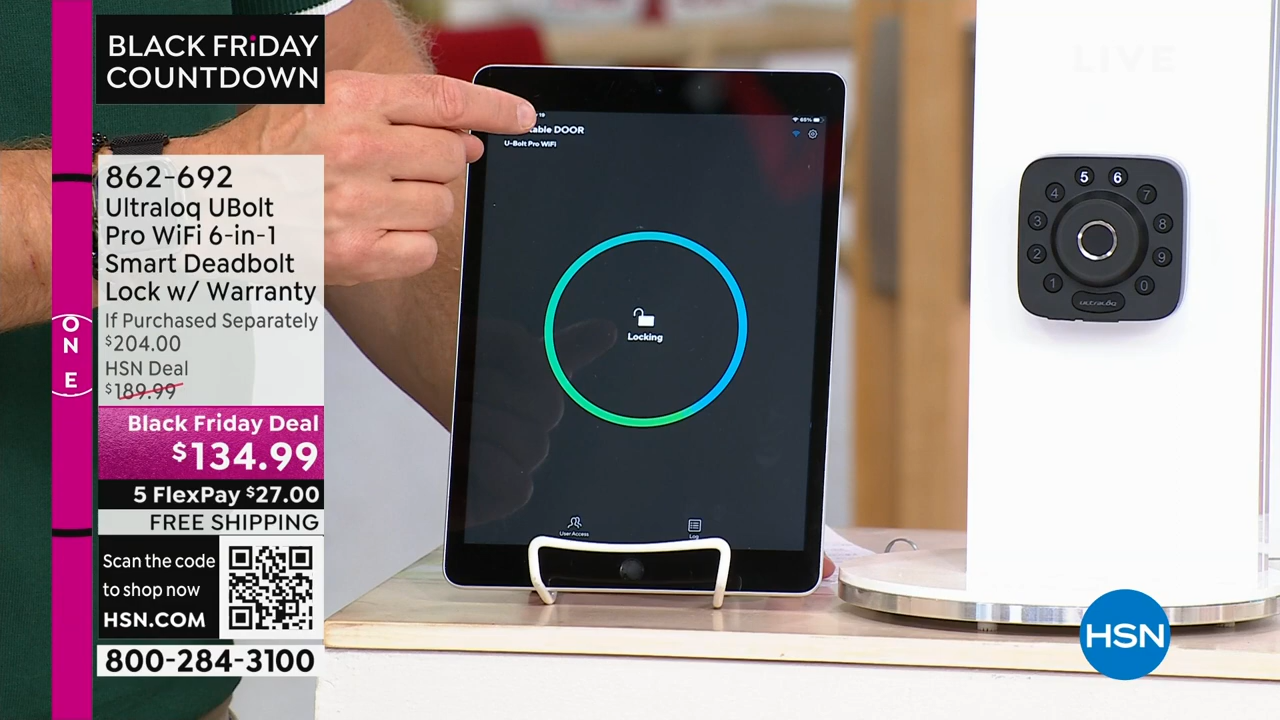 BLACK FRiDAY
COUNTDOWN
862-692
Ultraloq UBolt
Pro WiFi 6-in-1
Smart Deadbolt
Lock w/ Warranty
If Purchased Separately
$204.00
HSN Deal
$189.99
Black Friday Deal
$134.99
5 FlexPay $27.00
FREE SHIPPING
Scan the code
to shop now
HSN.COM
800-284-3100
O
N
E
65%
DOOR
U-Bolt Pro WiFi
Locking
User Access
Log
LIVE
5 6
4 7
3 8
2 9
1 0
ultraloq
HSN